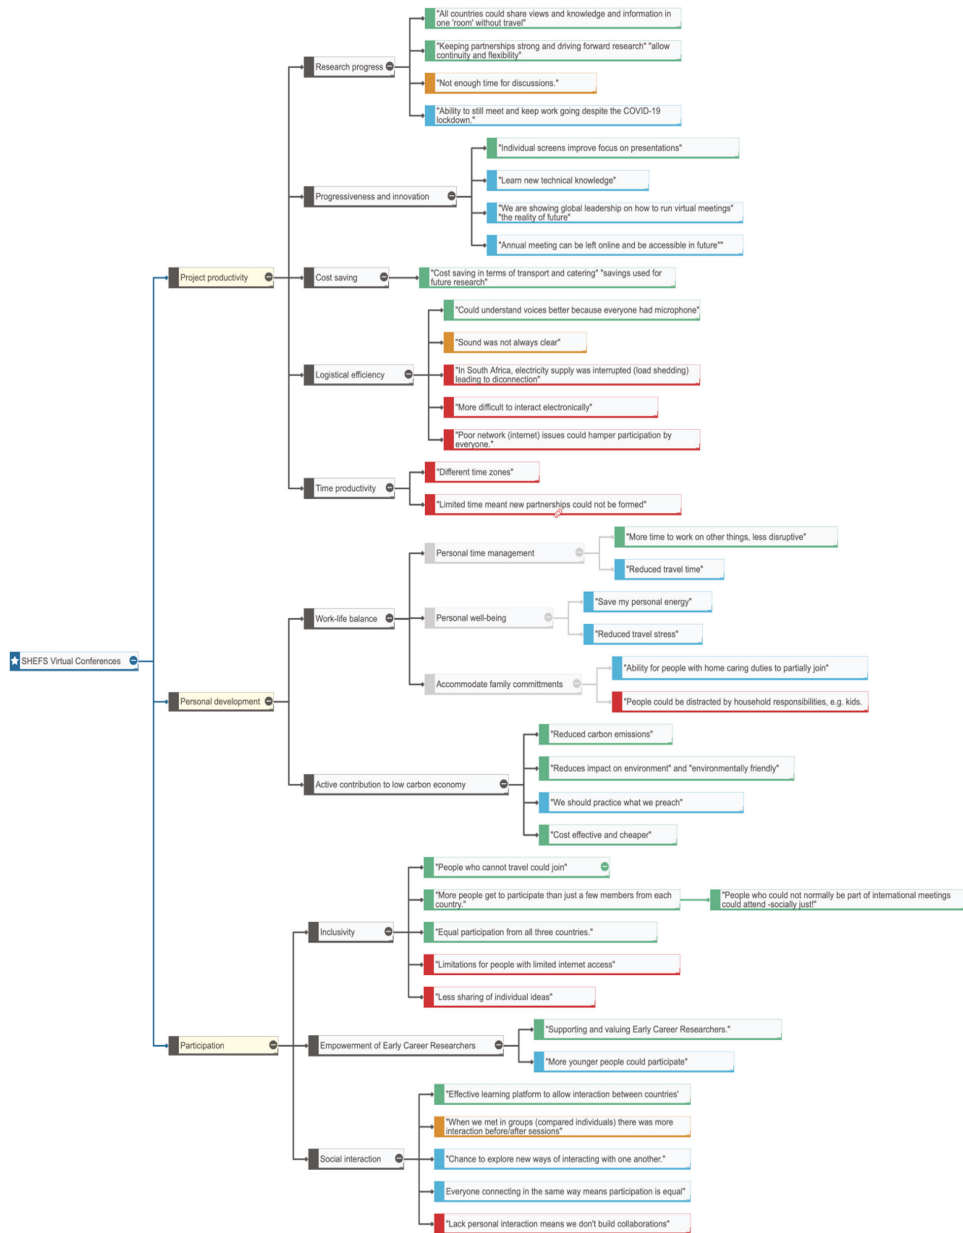 "All countries could share views and knowledge and information in
one 'room' without travel"
"Keeping partnerships strong and driving forward research" "allow
continuity and flexibility"
Research progress
"Not enough time for discussions."
"Ability to still meet and keep work going despite the COVID-19
lockdown."
"Individual screens improve focus on presentations"
"Learn new technical knowledge"
Progressiveness and innovation
"We are showing global leadership on how to run virtual meetings"
"the reality of future"
"Annual meeting can be left online and be accessible in future""
Project productivity
Cost saving
"Cost saving in terms of transport and catering" "savings used for
future research"
"Could understand voices better because everyone had microphone"
"Sound was not always clear"
Logistical efficiency
"In South Africa, electricity supply was interrupted (load shedding)
leading to diconnection"
"More difficult to interact electronically"
"Poor network (internet) issues could hamper participation by
everyone."
"Different time zones"
Time productivity
"Limited time meant new partnerships could not be formed"
"More time to work on other things, less disruptive"
Personal time management
"Reduced travel time"
"Save my personal energy"
Work-life balance
Personal well-being
"Reduced travel stress"
SHEFS Virtual Conferences
"Ability for people with home caring duties to partially join"
Accommodate family committments
"People could be distracted by household responsibilities, e.g. kids.
Personal development
"Reduced carbon emissions"
"Reduces impact on environment" and "environmentally friendly"
Active contribution to low carbon economy
"We should practice what we preach"
"Cost effective and cheaper"
"People who cannot travel could join"
"More people get to participate than just a few members from each
country."
"People who could not normally be part of international meetings
could attend -socially just!"
Inclusivity
"Equal participation from all three countries."
"Limitations for people with limited internet access"
"Less sharing of individual ideas"
"Supporting and valuing Early Career Researchers."
Participation
Empowerment of Early Career Researchers
"More younger people could participate"
"Effective learning platform to allow interaction between countries'
"When we met in groups (compared individuals) there was more
interaction before/after sessions"
Social interaction
"Chance to explore new ways of interacting with one another."
Everyone connecting in the same way means participation is equal"
"Lack personal interaction means we don't build collaborations"